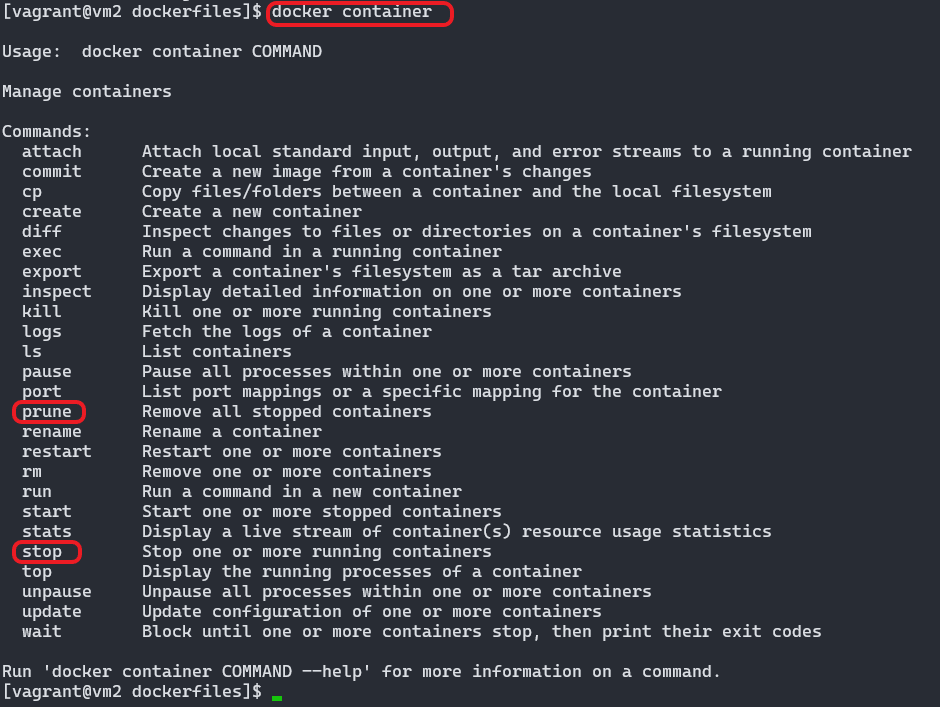 [vagrant@vm2 dockerfiles]$ docker container
Usage:  docker container COMMAND
Manage containers
Commands:
  attach      Attach local standard input, output, and error streams to a running container
  commit      Create a new image from a container's changes
  cp          Copy files/folders between a container and the local filesystem
  create      Create a new container
  diff        Inspect changes to files or directories on a container's filesystem
  exec        Run a command in a running container
  export      Export a container's filesystem as a tar archive
  inspect     Display detailed information on one or more containers
  kill        Kill one or more running containers
  logs        Fetch the logs of a container
  ls          List containers
  pause       Pause all processes within one or more containers
  port        List port mappings or a specific mapping for the container
  prune       Remove all stopped containers
  rename      Rename a container
  restart     Restart one or more containers
  rm          Remove one or more containers
  run         Run a command in a new container
  start       Start one or more stopped containers
  stats       Display a live stream of container(s) resource usage statistics
  stop        Stop one or more running containers
  top         Display the running processes of a container
  unpause     Unpause all processes within one or more containers
  update      Update configuration of one or more containers
  wait        Block until one or more containers stop, then print their exit codes
Run 'docker container COMMAND --help' for more information on a command.
[vagrant@vm2 dockerfiles]$